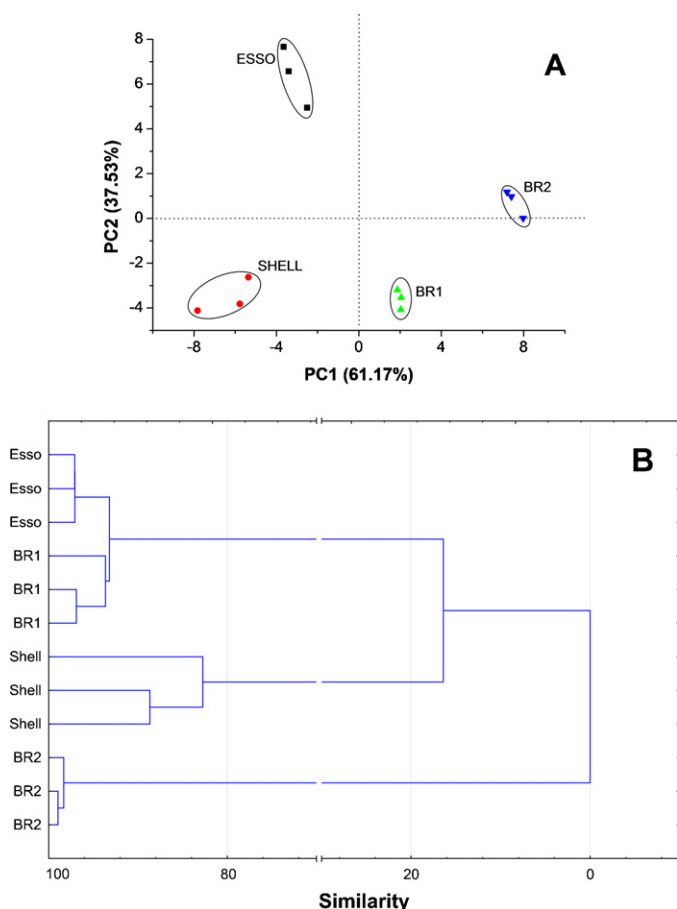 A
8
ESSO
6
4
PC2 (37.53%)
2
BR2
0
SHELL
-2
BR1
-4
-8 -4 0 4 8
PC1 (61.17%)
B
Esso
Esso
Esso
BR1
BR1
BR1
Shell
Shell
Shell
BR2
BR2
BR2
100 80 20 0
Similarity